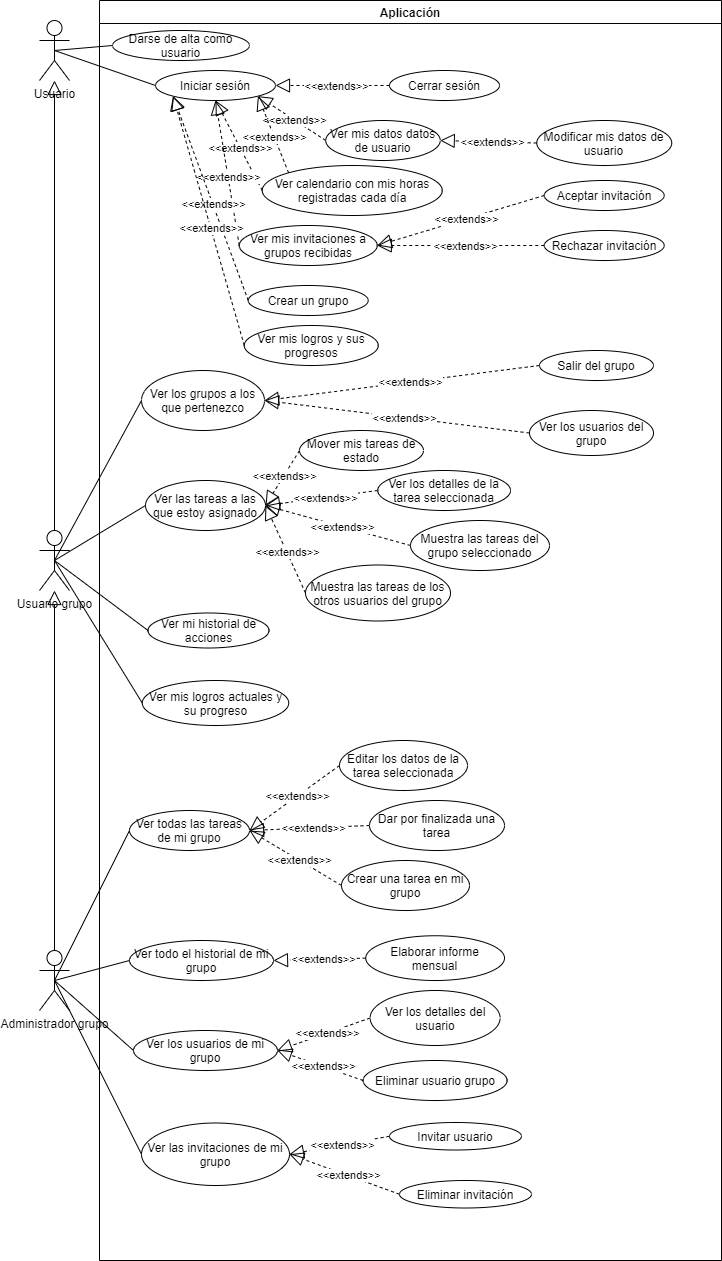 Aplicación
Darse de alta como
usuario
Usuario
Iniciar sesión
<<extends>>
Cerrar sesión
<<extends>>
Ver mis datos datos
de usuario
<<extends>>
Modificar mis datos de
usuario
<<extends>>
<<extends>>
Ver calendario con mis horas
registradas cada día
<<extends>>
Aceptar invitación
<<extends>>
<<extends>>
<<extends>>
Ver mis invitaciones a
grupos recibidas
<<extends>>
Rechazar invitación
Crear un grupo
Ver mis logros y sus
progresos
Ver los grupos a los
que pertenezco
<<extends>>
Salir del grupo
<<extends>>
Ver los usuarios del
grupo
Mover mis tareas de
estado
<<extends>>
Ver las tareas a las
que estoy asignado
<<extends>>
Ver los detalles de la
tarea seleccionada
<<extends>>
Muestra las tareas del
grupo seleccionado
<<extends>>
Muestra las tareas de los
otros usuarios del grupo
Usuario grupo
Ver mi historial de
acciones
Ver mis logros actuales y
su progreso
Editar los datos de la
tarea seleccionada
<<extends>>
Ver todas las tareas
de mi grupo
<<extends>>
Dar por finalizada una
tarea
<<extends>>
Crear una tarea en mi
grupo
Ver todo el historial de mi
grupo
<<extends>>
Elaborar informe
mensual
Administrador grupo
Ver los detalles del
usuario
<<extends>>
Ver los usuarios de mi
grupo
<<extends>>
Eliminar usuario grupo
Ver las invitaciones de mi
grupo
<<extends>>
Invitar usuario
<<extends>>
Eliminar invitación